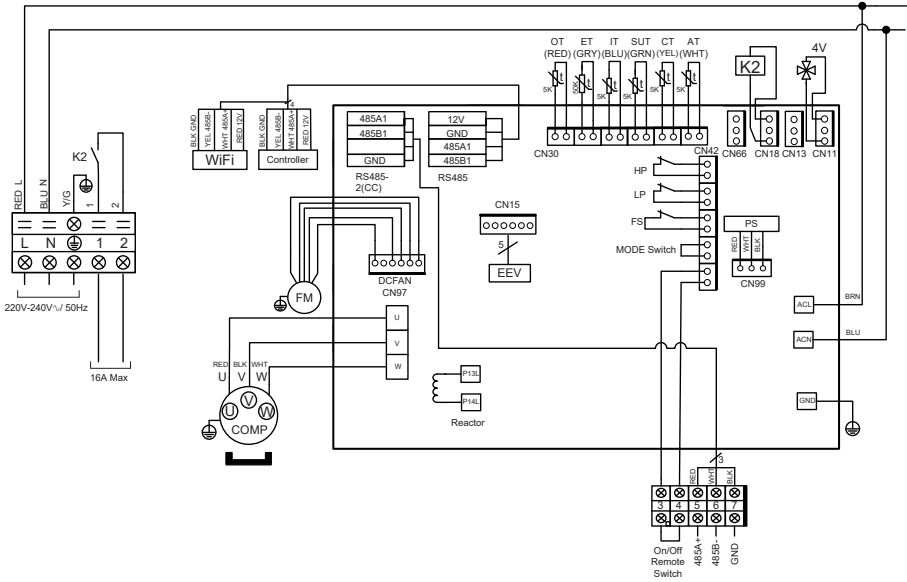 OT ET IT SUT CT AT
(RED) (GRY) (BLU) (GRN) (YEL) (WHT)
t t t t t t
5K 50K 5K 5K 5K 5K
K2
4V
4
BLK GND
YEL 485B-
WHT 485A+
RED 12V
WiFi
BLK GND
YEL 485B-
WHT 485A+
RED 12V
Controller
485A1
485B1
GND
RS485-
2(CC)
12V
GND
485A1
485B1
RS485
CN30
CN42
CN66 CN18 CN13 CN11
K2
HP
LP
FS
MODE Switch
RED L
BLU N
Y/G
1
2
L N 1 2
220V-240V∿/ 50Hz
16A Max
CN15
5
EEV
PS
RED
WHT
BLK
CN99
DCFAN
CN97
FM
ACL
BRN
ACN
BLU
GND
U
V
W
RED BLK WHT
U V W
U V W
COMP
P13L
P14L
Reactor
3
RED
WHT
BLK
3 4 5 6 7
On/Off
Remote
Switch
485A+
485B-
GND